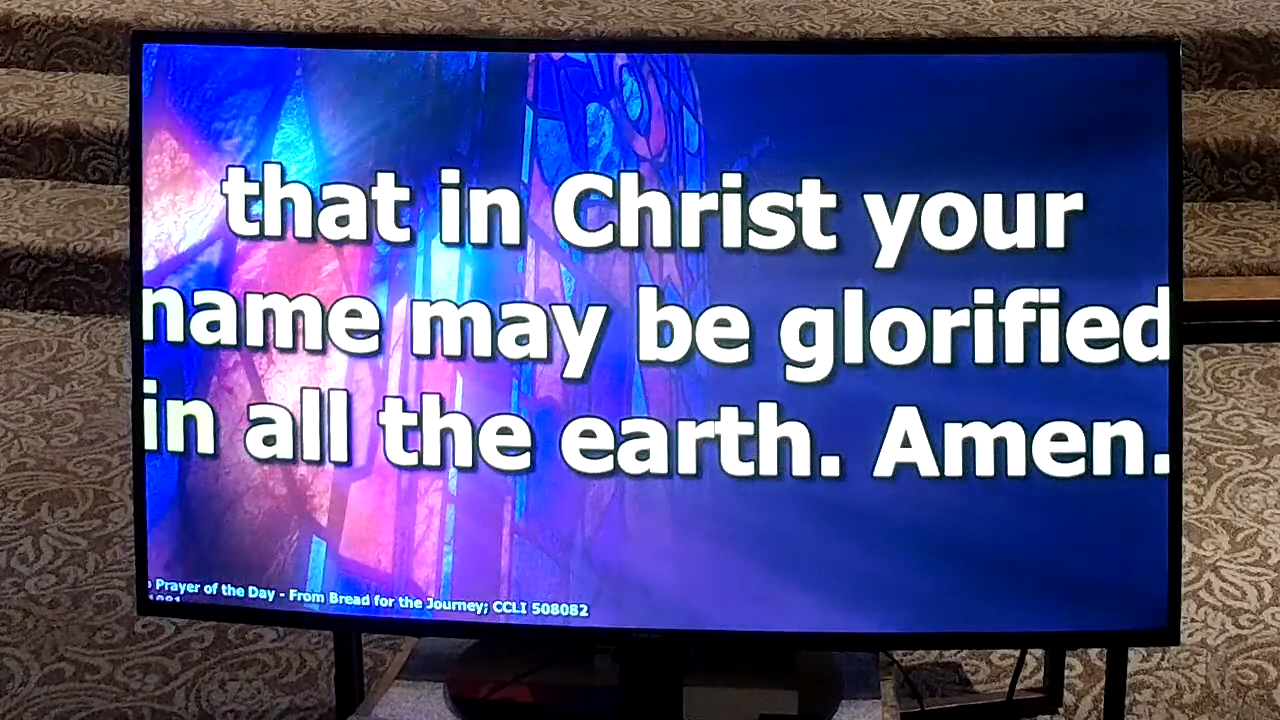 that in Christ your
name may be glorified
in all the earth. Amen.
Prayer of the Day - From Bread for the Journey; CCLI 508082